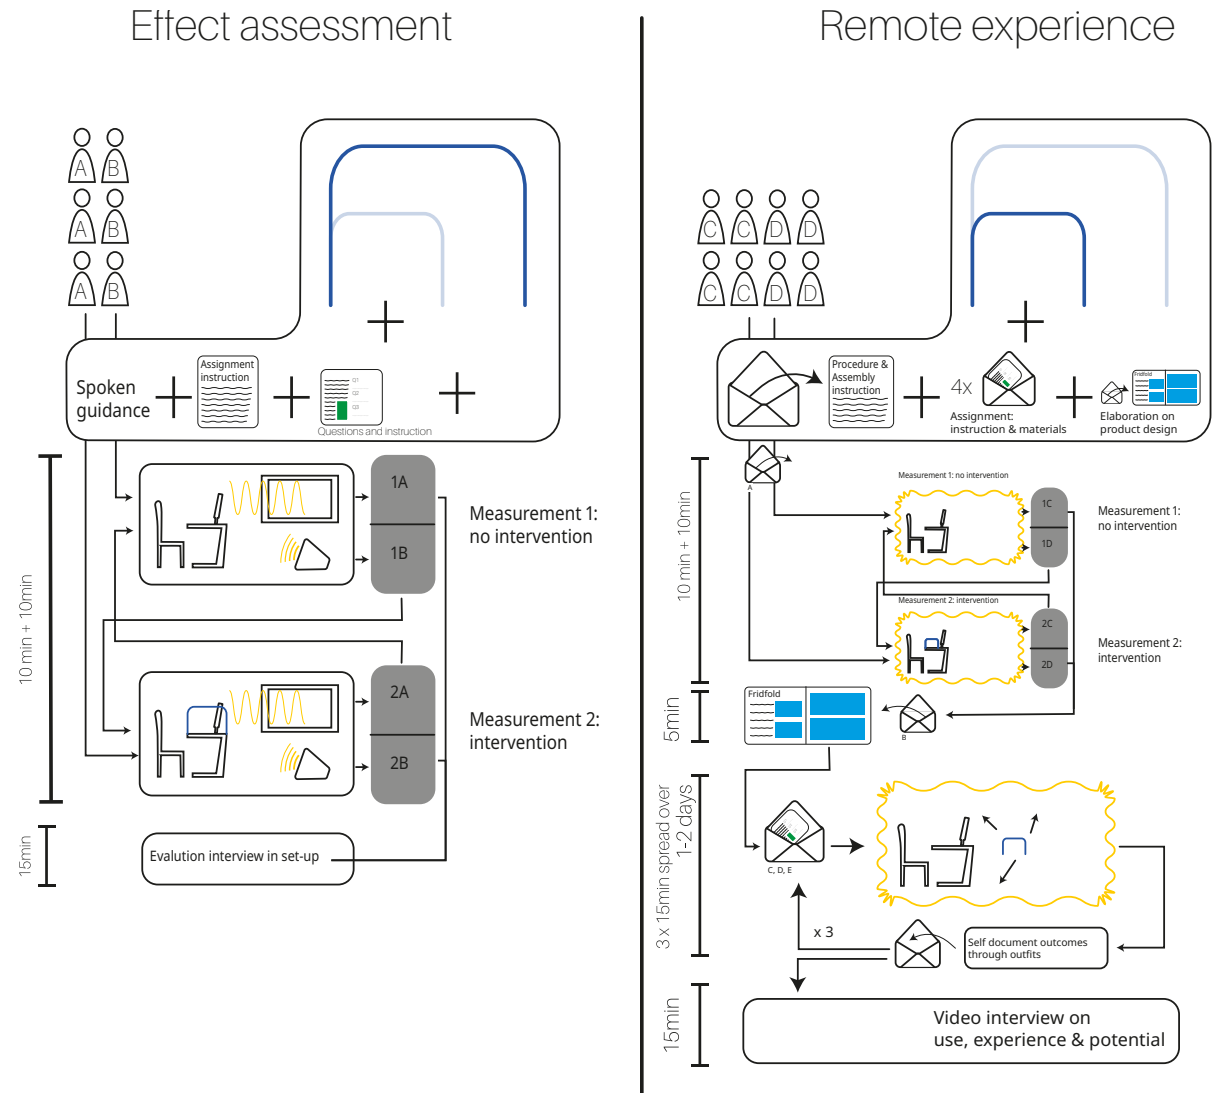 Effect assessment
A B
A B
A B
Spoken
guidance
Assignment
instruction
Q1
Q2
Q3
Questions and instruction
10 min + 10min
1A
1B
Measurement 1:
no intervention
2A
2B
Measurement 2:
intervention
15min
Evalution interview in set-up
Remote experience
C C D D
C C D D
Procedure &
Assembly
instruction
4x
Assignment:
instruction & materials
Fridfold
Elaboration on
product design
A
10 min + 10min
Measurement 1: no intervention
1C
1D
Measurement 1:
no intervention
Measurement 2: intervention
2C
2D
Measurement 2:
intervention
5min
Fridfold
B
3 x 15min spread over
1-2 days
C, D, E
x 3
Self document outcomes
through outfits
15min
Video interview on
use, experience & potential